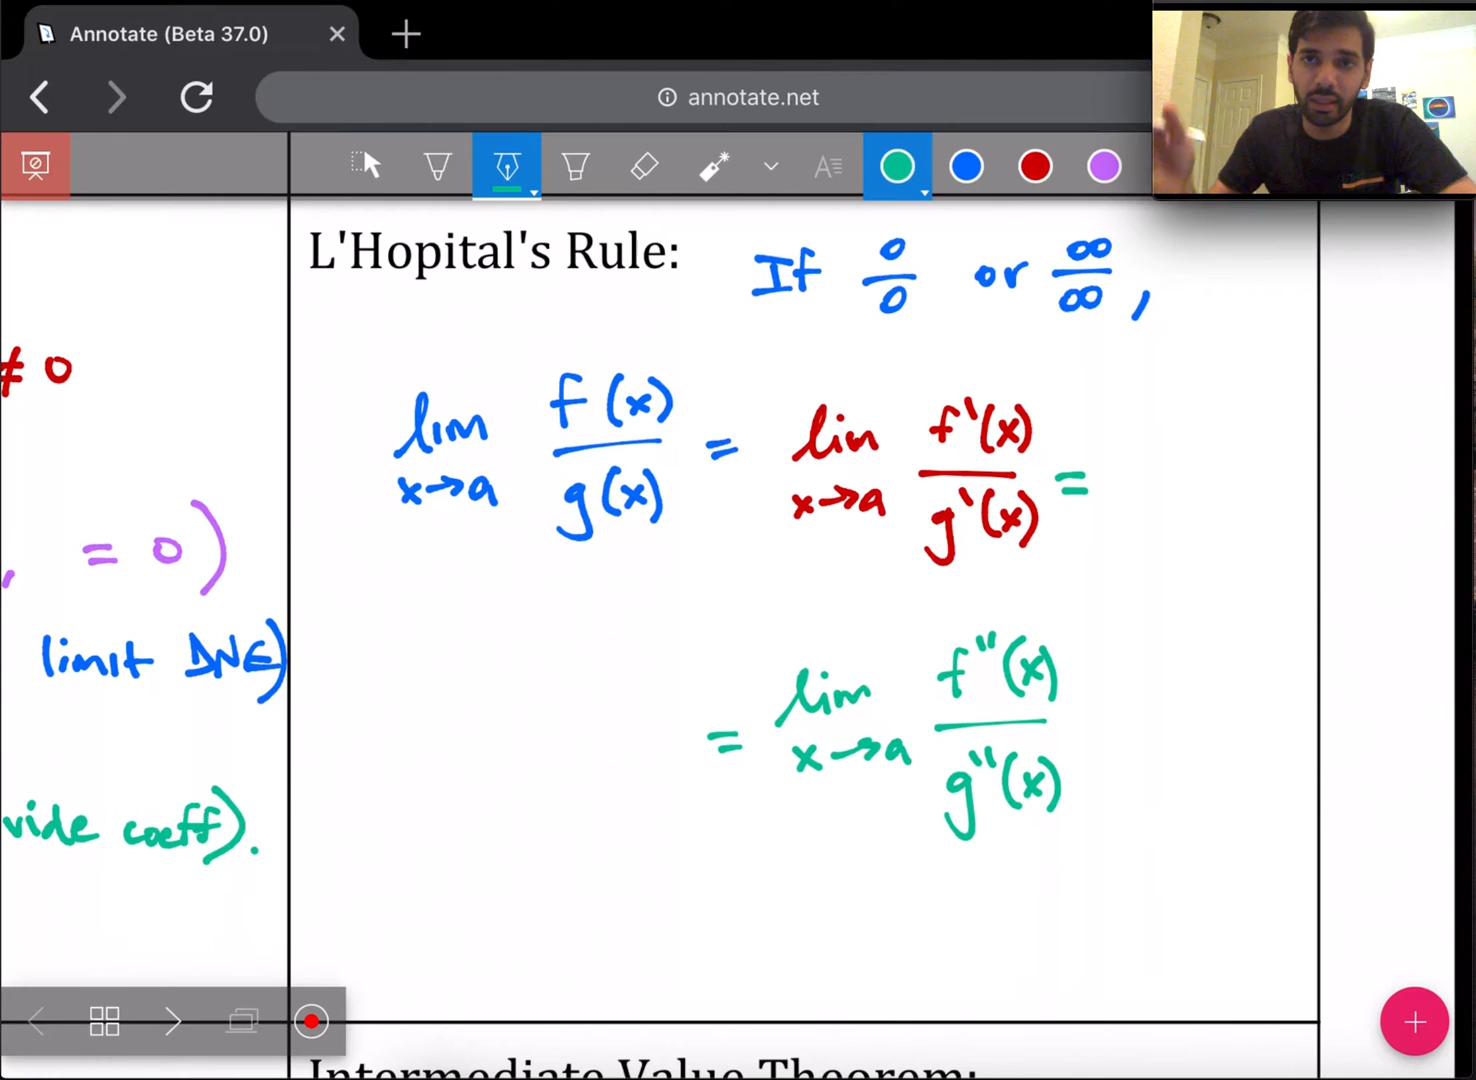 Annotate (Beta 37.0)
annotate.net
L'Hopital's Rule: If 0/0 or ∞/∞,
≠ 0
lim x→a f(x)/g(x) = lim x→a f'(x)/g'(x) =
= 0)
limit DNE)
= lim x→a f''(x)/g''(x)
vide coeff).
Intermediate Value Theorem: